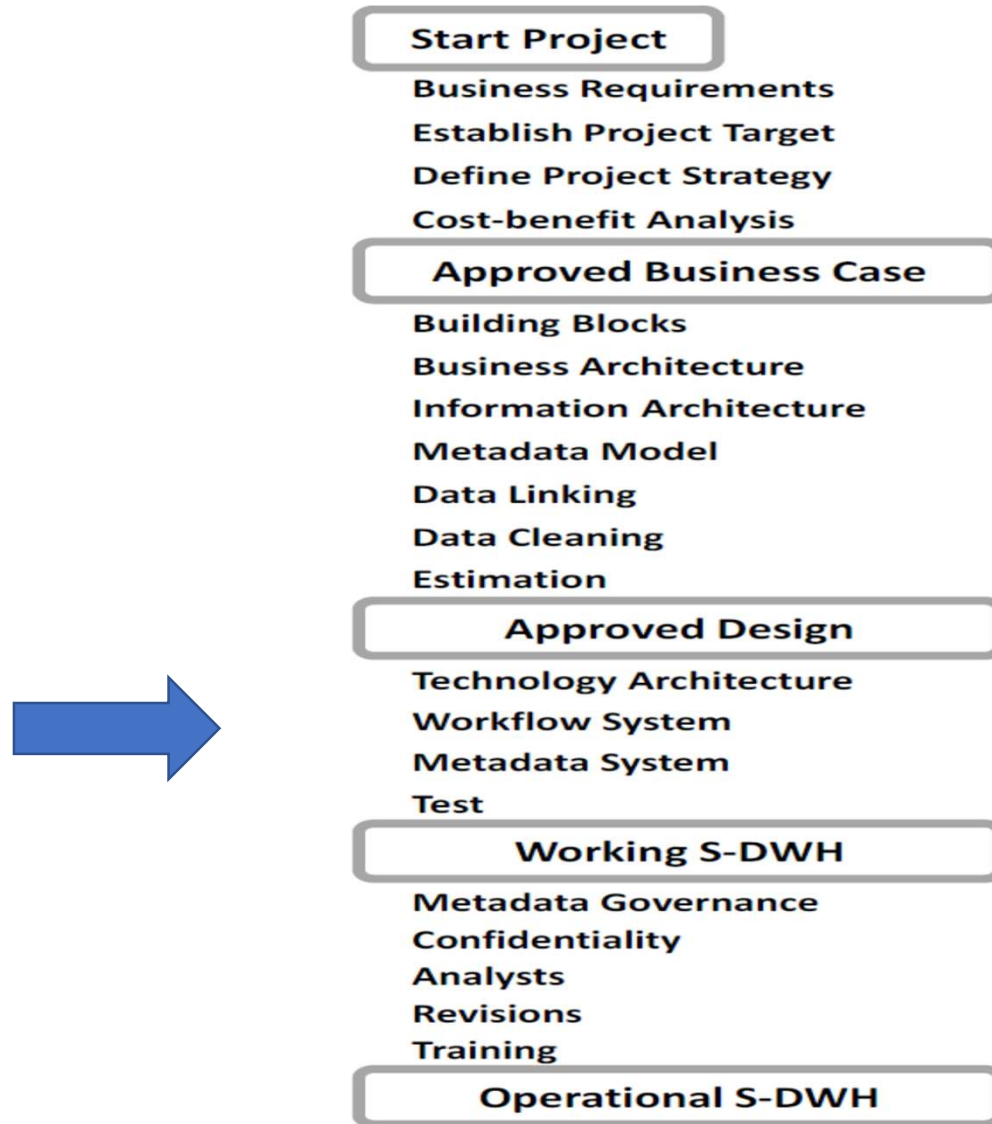 Start Project
Business Requirements
Establish Project Target
Define Project Strategy
Cost-benefit Analysis
Approved Business Case
Building Blocks
Business Architecture
Information Architecture
Metadata Model
Data Linking
Data Cleaning
Estimation
Approved Design
Technology Architecture
Workflow System
Metadata System
Test
Working S-DWH
Metadata Governance
Confidentiality
Analysts
Revisions
Training
Operational S-DWH